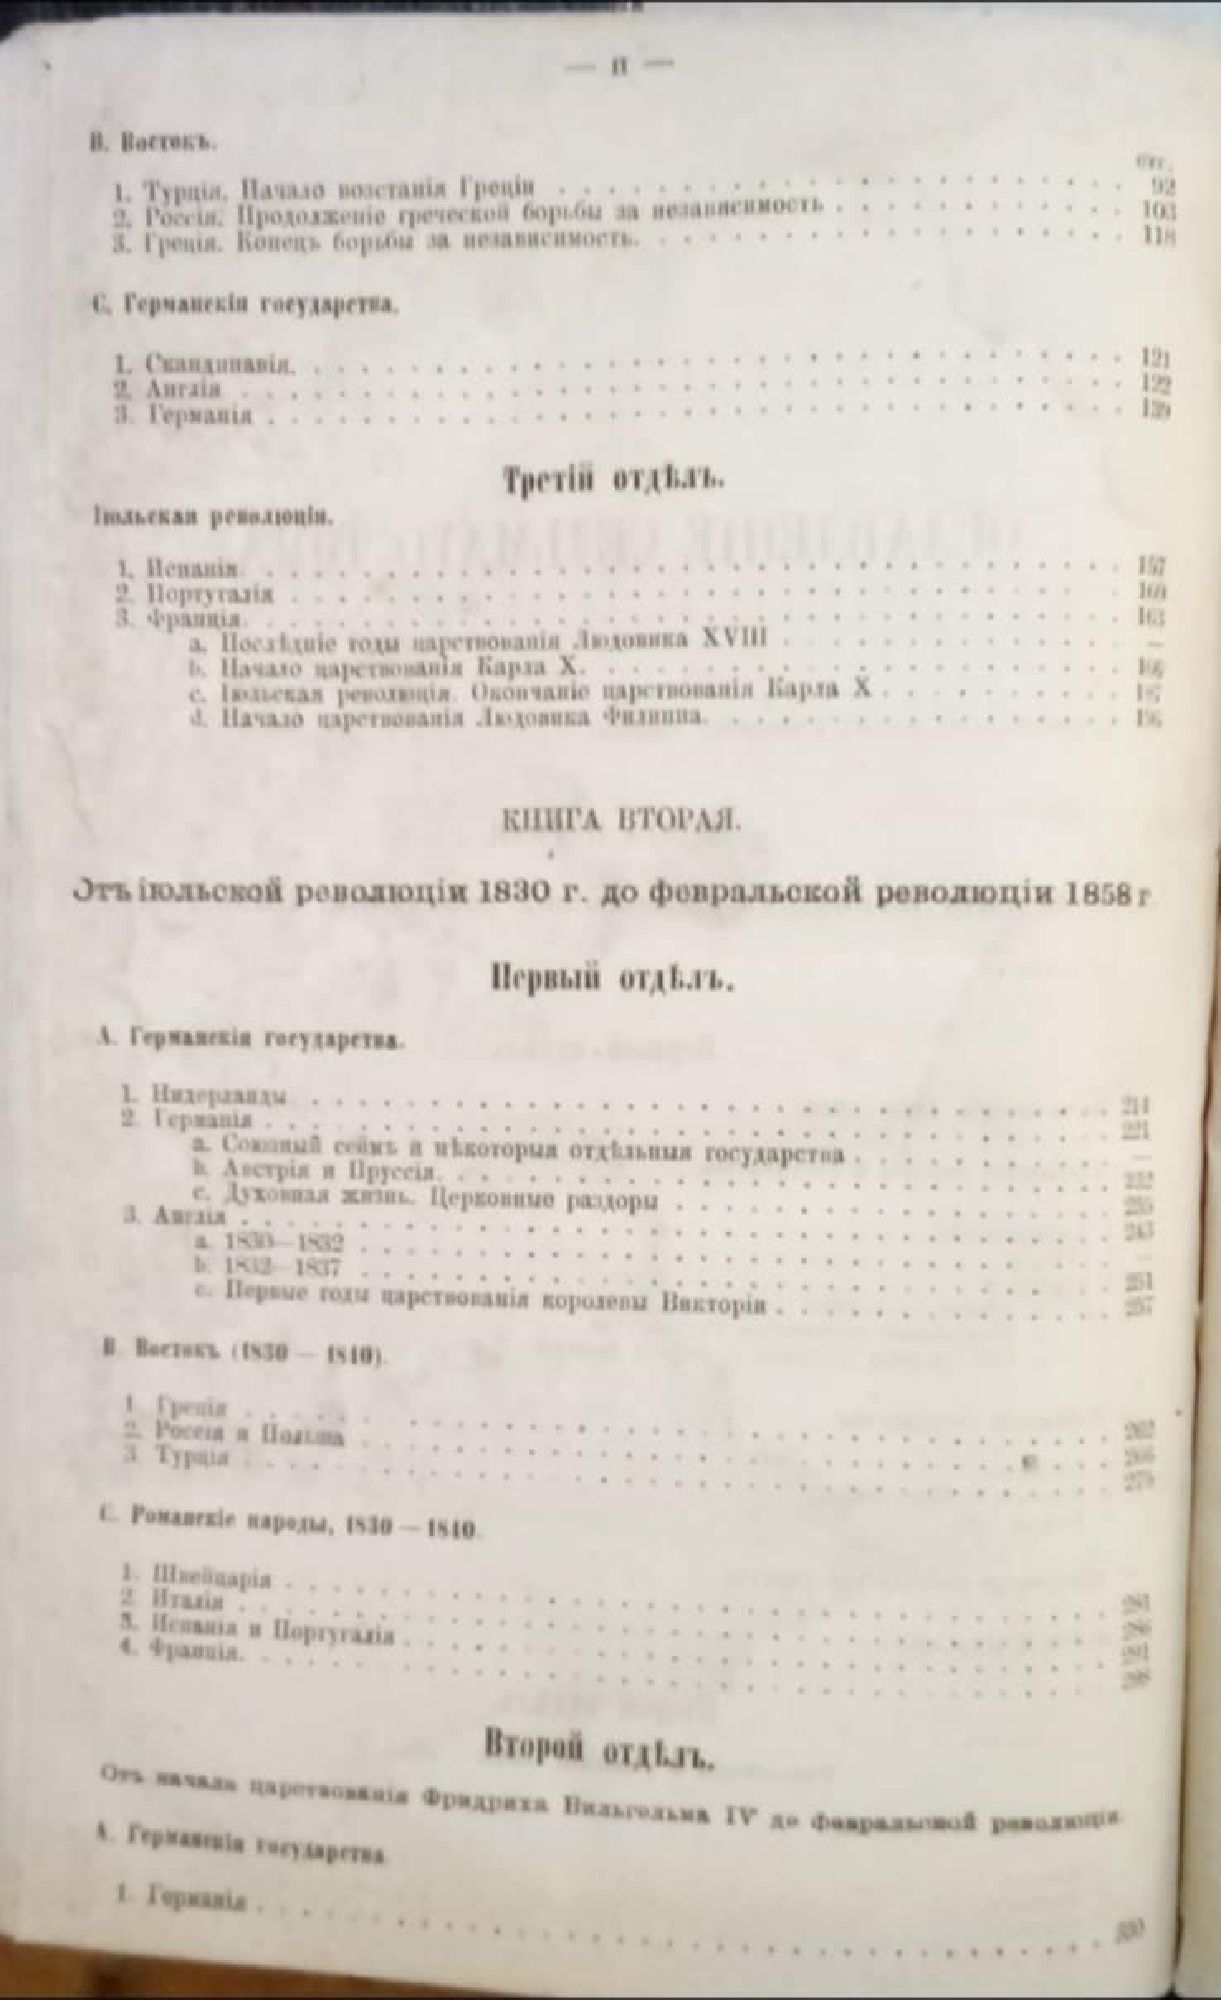 — II —
В. Востокъ.
стр.
1. Турція. Начало возстанія Греціи . . . 92
2. Россія. Продолженіе греческой борьбы за независимость . . . 103
3. Греція. Конецъ борьбы за независимость. . . . 118
С. Германскія государства.
1. Скандинавія. . . . 121
2. Англія . . . 122
3. Германія . . . 139
Третій отдѣлъ.
Іюльская революція.
1. Испанія. . . . 157
2. Португалія . . . 160
3. Франція. . . . 163
a. Послѣдніе годы царствованія Людовика XVIII . . . —
b. Начало царствованія Карла X. . . . 166
c. Іюльская революція. Окончаніе царствованія Карла X . . .
d. Начало царствованія Людовика Филиппа. . . .
КНИГА ВТОРАЯ.
Отъ іюльской революціи 1830 г. до февральской революціи 1858 г
Первый отдѣлъ.
А. Германскія государства.
1. Нидерланды . . . 214
2. Германія . . . 221
a. Союзный сеймъ и нѣкоторыя отдѣльныя государства . . . —
b. Австрія и Пруссія. . . . 232
c. Духовная жизнь. Церковные раздоры . . .
3. Англія . . .
a. 1830—1832 . . . —
b. 1832—1837 . . . 251
c. Первые годы царствованія королевы Викторіи . . . 257
В. Востокъ (1830 — 1840).
1. Греція . . . 262
2. Россія и Польша . . .
3. Турція . . .
С. Романскіе народы, 1830 — 1840.
1. Швейцарія . . .
2. Италія . . .
3. Испанія и Португалія . . .
4. Франція. . . .
Второй отдѣлъ.
Отъ начала царствованія Фридриха Вильгельма IV до февральской революціи.
А. Германскія государства.
1. Германія . . .